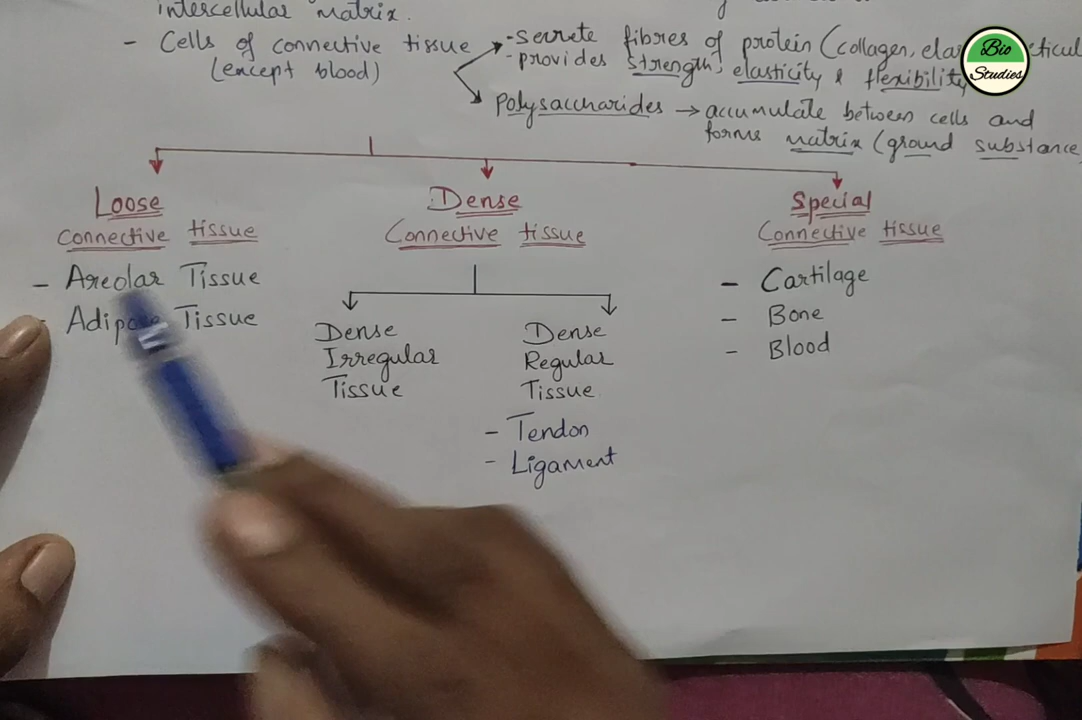 intercellular matrix.
- Cells of connective tissue
(except blood)
- secrete fibres of protein (collagen,
- provides strength, elasticity & flexibility
Polysaccharides → accumulate between cells and
forms matrix (ground substance
Bio
Studies
Loose
connective tissue
- Areolar Tissue
- Adipose Tissue
Dense
Connective tissue
Dense
Irregular
Tissue
Dense
Regular
Tissue
- Tendon
- Ligament
Special
Connective tissue
- Cartilage
- Bone
- Blood